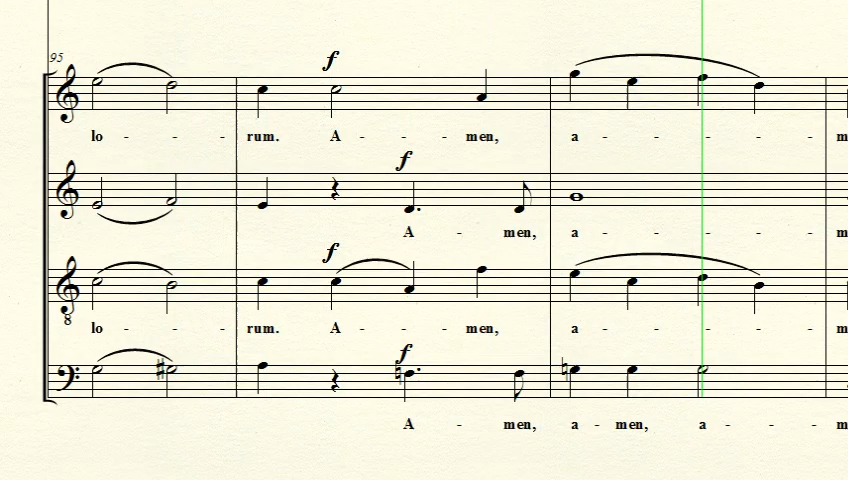 95
f
lo - - - rum. A - - men, a - - - - m
f
A - men, a - - - - m
f
8
lo - - - rum. A - - men, a - - - - m
f
A - men, a - men, a - - m